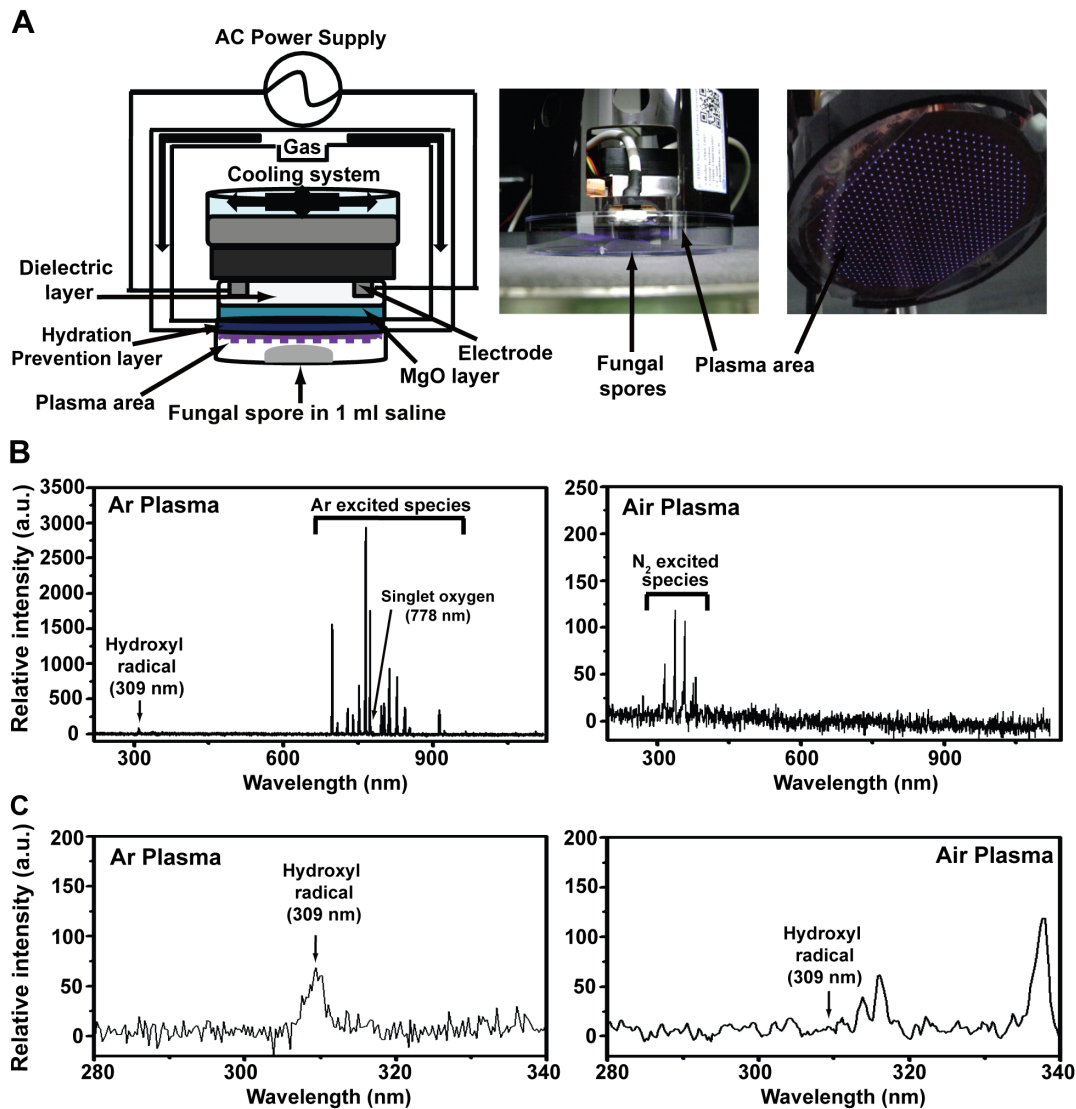 A
AC Power Supply
Gas
Cooling system
Dielectric
layer
Hydration
Prevention layer
Plasma area
Electrode
MgO layer
Fungal spore in 1 ml saline
Fungal
spores
Plasma area
B
Relative intensity (a.u.)
3500
3000
2500
2000
1500
1000
500
0
Ar Plasma
Ar excited species
Singlet oxygen
(778 nm)
Hydroxyl
radical
(309 nm)
300
600
900
Wavelength (nm)
Relative intensity (a.u.)
250
200
150
100
50
0
Air Plasma
N2 excited
species
300
600
900
Wavelength (nm)
C
Relative intensity (a.u.)
200
150
100
50
0
Ar Plasma
Hydroxyl
radical
(309 nm)
280
300
320
340
Wavelength (nm)
Relative intensity (a.u.)
200
150
100
50
0
Air Plasma
Hydroxyl
radical
(309 nm)
280
300
320
340
Wavelength (nm)